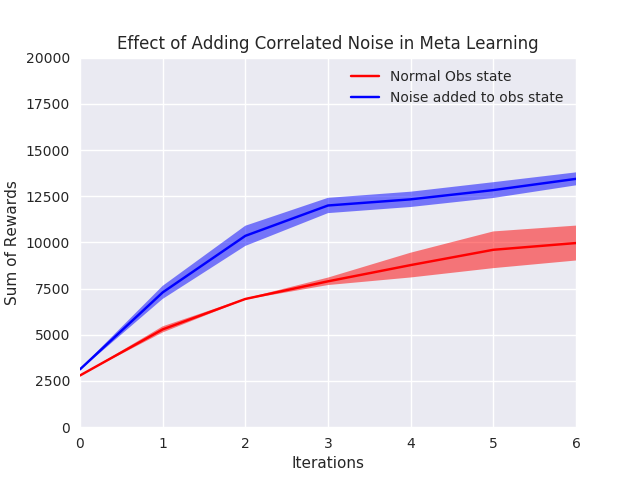 Effect of Adding Correlated Noise in Meta Learning
Normal Obs state
Noise added to obs state
Sum of Rewards
20000
17500
15000
12500
10000
7500
5000
2500
0
0 1 2 3 4 5 6
Iterations